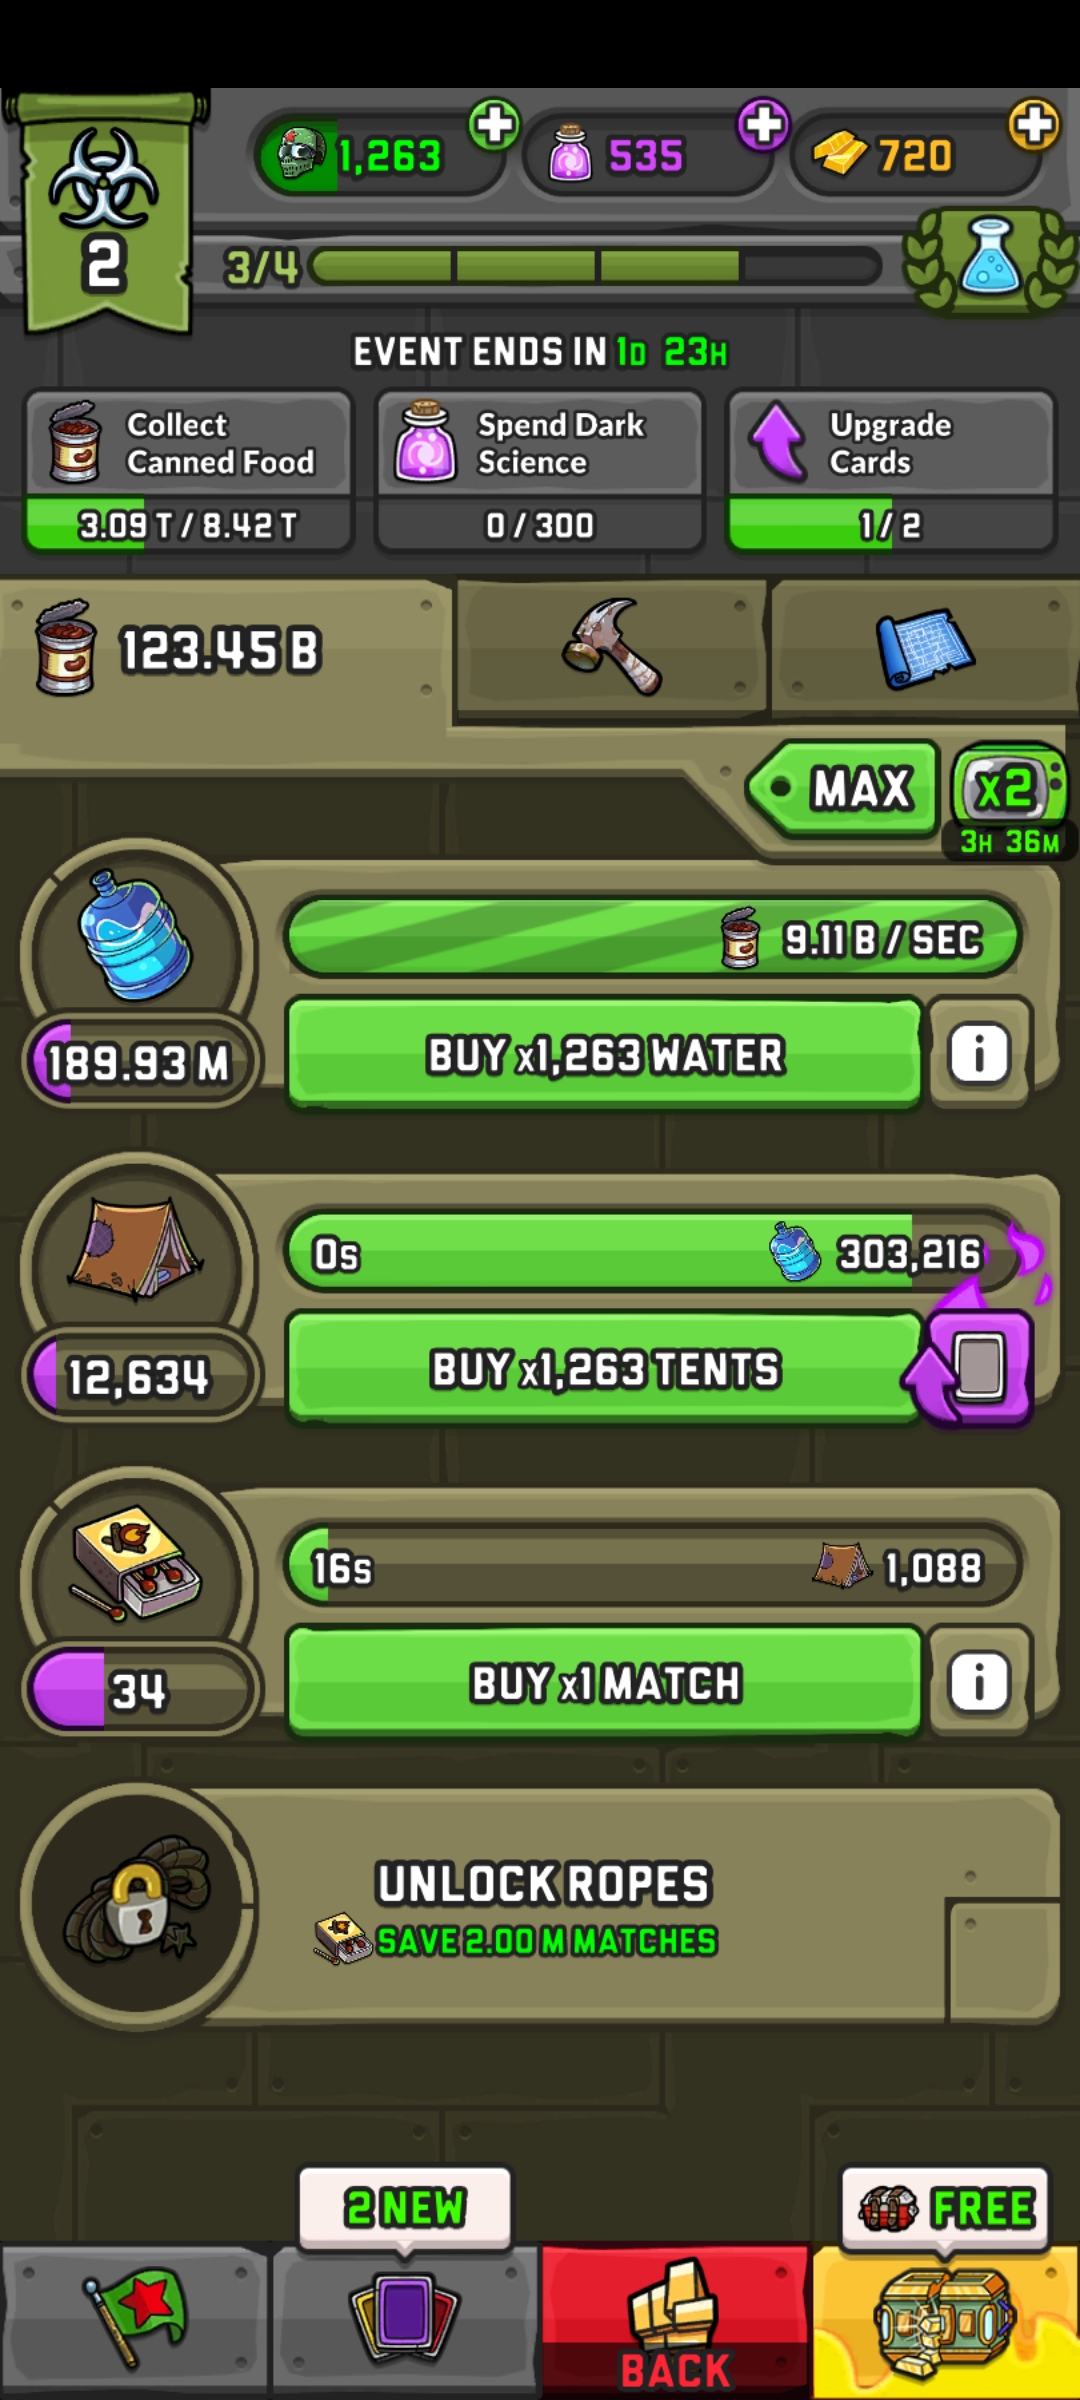 1,263
535
720
2
3/4
EVENT ENDS IN 1D 23H
Collect
Canned Food
3.09 T / 8.42 T
Spend Dark
Science
0 / 300
Upgrade
Cards
1 / 2
123.45 B
MAX
x2
3H 36M
9.11 B / SEC
189.93 M
BUY x1,263 WATER
i
0s
303,216
12,634
BUY x1,263 TENTS
16s
1,088
34
BUY x1 MATCH
i
UNLOCK ROPES
SAVE 2.00 M MATCHES
2 NEW
FREE
BACK